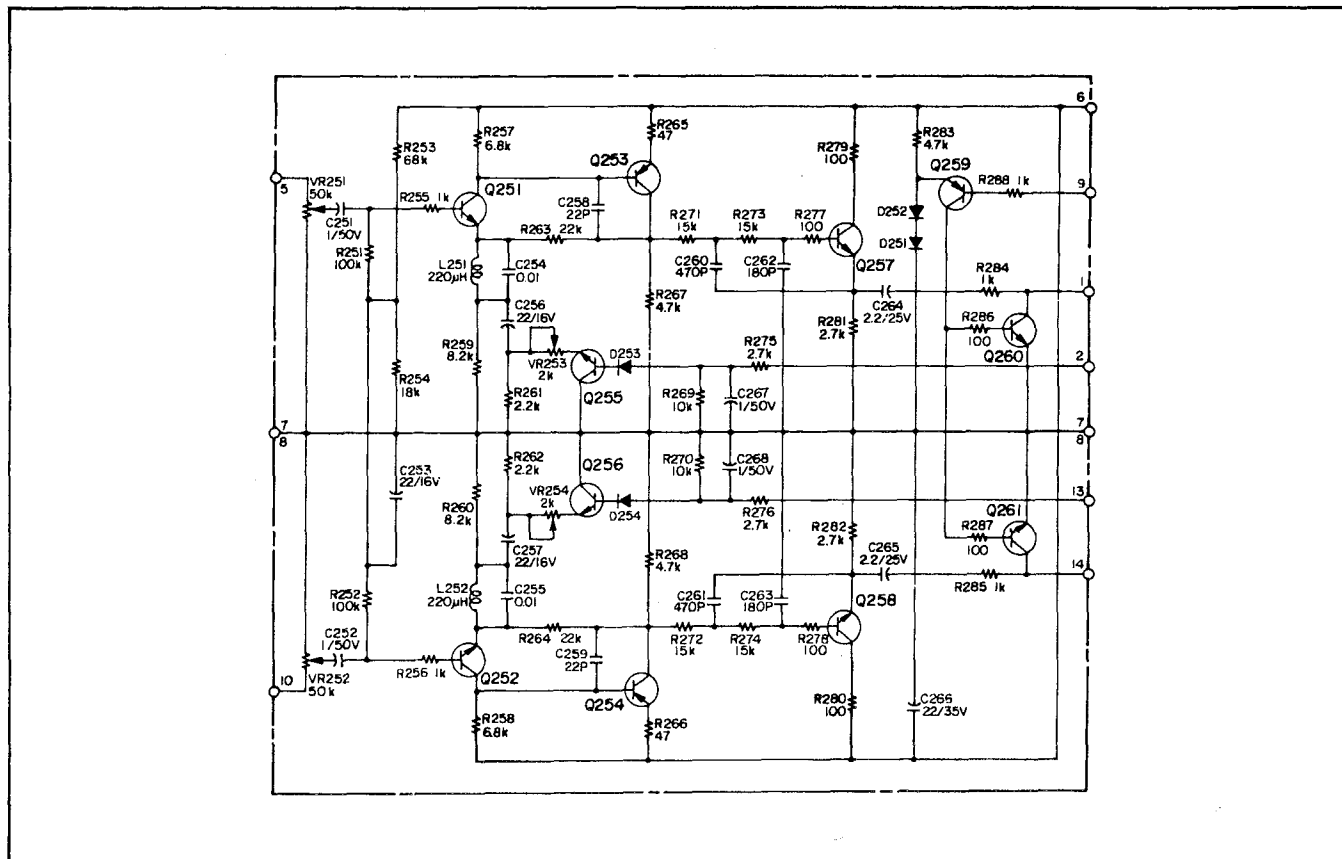 6
R265
47
R257
6.8k
R283
4.7k
R253
68k
R279
100
Q259
Q253
5
VR251
50k
R255 1k
Q251
R288 1k
9
C251
1/50V
C258
22P
R271
15k
R273
15k
R277
100
D252
R251
100k
R263 22k
D251
Q257
L251
220μH
C254
0.01
C260
470P
C262
180P
R284
1k
1
C256
22/16V
R267
4.7k
C264
2.2/25V
R281
2.7k
R286
100
Q260
R259
8.2k
R275
2.7k
D253
VR253
2k
2
R254
18k
R261
2.2k
Q255
R269
10k
C267
1/50V
7
8
7
8
R262
2.2k
Q256
R270
10k
C268
1/50V
C253
22/16V
VR254
2k
13
R260
8.2k
D254
R276
2.7k
R282
2.7k
Q261
R287
100
C257
22/16V
C265
2.2/25V
R268
4.7k
14
L252
220μH
C255
0.01
C261
470P
C263
180P
R285 1k
R252
100k
Q258
C252
1/50V
R264 22k
R272
15k
R274
15k
R278
100
C259
22P
10
VR252
50k
R256 1k
Q252
Q254
R280
100
C266
22/35V
R258
6.8k
R266
47